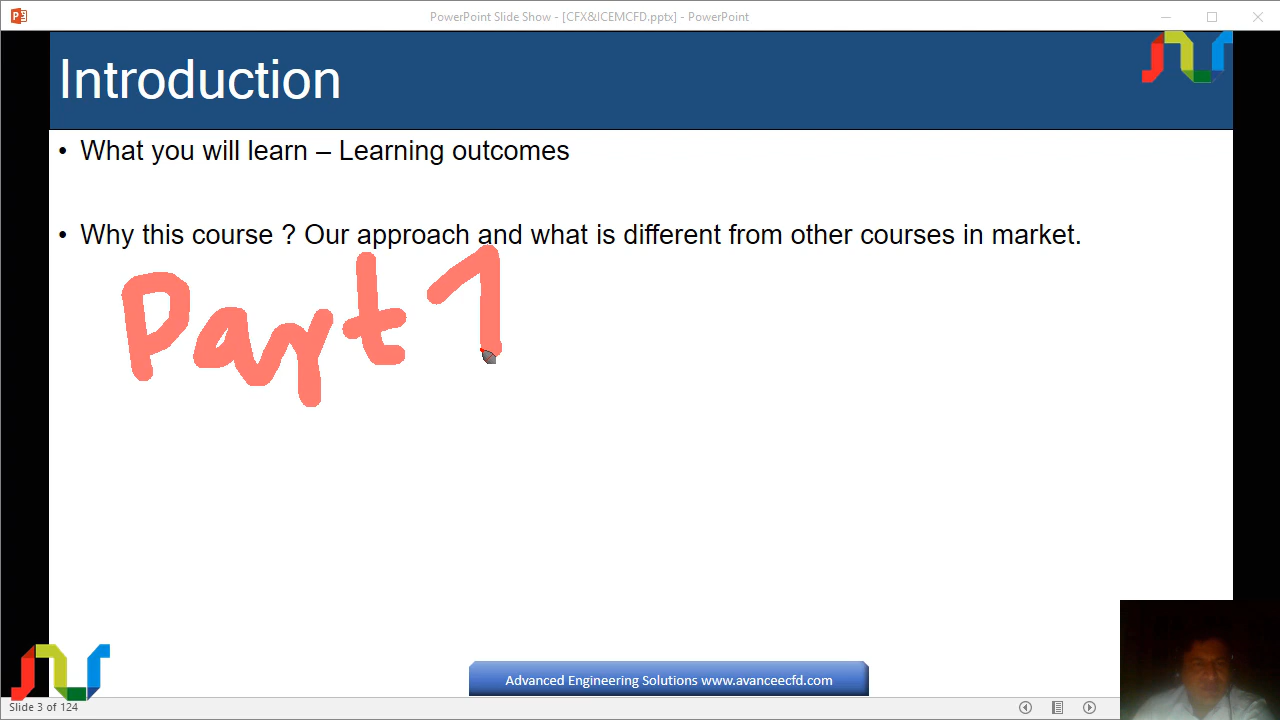 PowerPoint Slide Show - [CFX&ICEMCFD.pptx] - PowerPoint
Introduction
• What you will learn – Learning outcomes
• Why this course ? Our approach and what is different from other courses in market.
Part 1
Advanced Engineering Solutions www.avanceecfd.com
Slide 3 of 124